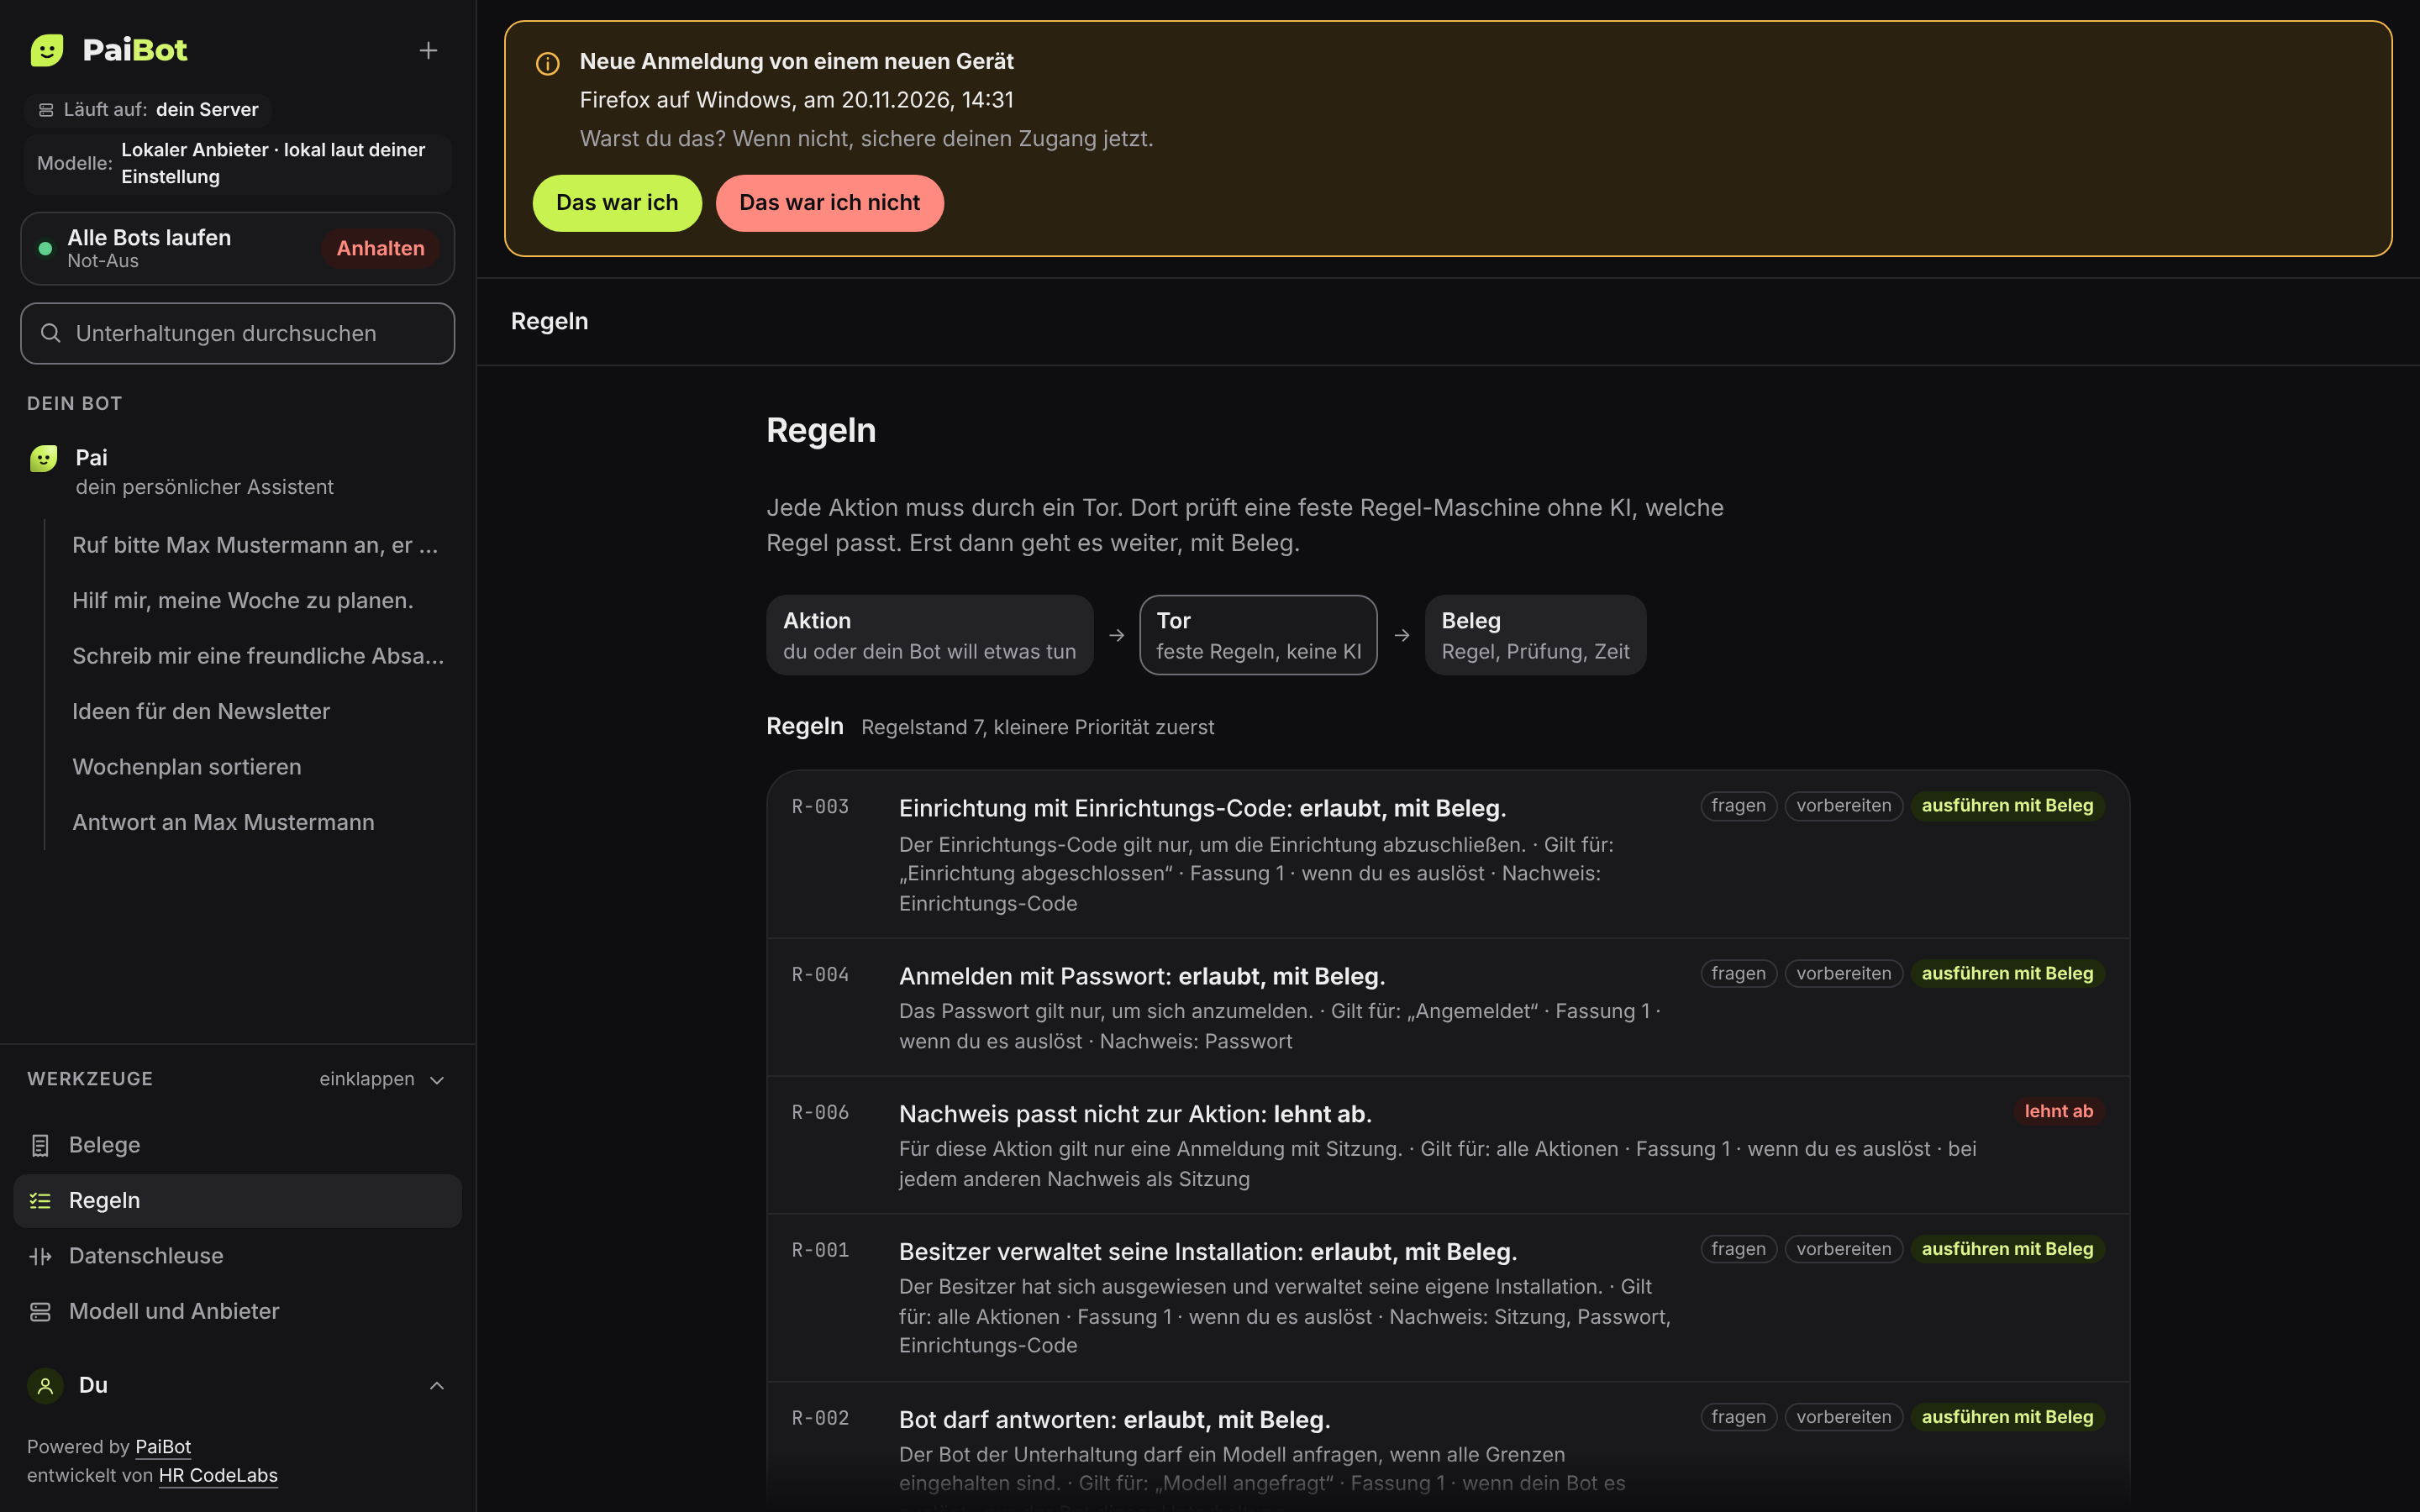 PaiBot
Läuft auf: dein Server
Modelle: Lokaler Anbieter · lokal laut deiner
Einstellung
Alle Bots laufen
Not-Aus
Anhalten
Unterhaltungen durchsuchen
DEIN BOT
Pai
dein persönlicher Assistent
Ruf bitte Max Mustermann an, er ...
Hilf mir, meine Woche zu planen.
Schreib mir eine freundliche Absa...
Ideen für den Newsletter
Wochenplan sortieren
Antwort an Max Mustermann
WERKZEUGE einklappen
Belege
Regeln
Datenschleuse
Modell und Anbieter
Du
Powered by PaiBot
entwickelt von HR CodeLabs
Neue Anmeldung von einem neuen Gerät
Firefox auf Windows, am 20.11.2026, 14:31
Warst du das? Wenn nicht, sichere deinen Zugang jetzt.
Das war ich
Das war ich nicht
Regeln
Regeln
Jede Aktion muss durch ein Tor. Dort prüft eine feste Regel-Maschine ohne KI, welche
Regel passt. Erst dann geht es weiter, mit Beleg.
Aktion
du oder dein Bot will etwas tun
→
Tor
feste Regeln, keine KI
→
Beleg
Regel, Prüfung, Zeit
Regeln Regelstand 7, kleinere Priorität zuerst
R-003 Einrichtung mit Einrichtungs-Code: erlaubt, mit Beleg. fragen vorbereiten ausführen mit Beleg
Der Einrichtungs-Code gilt nur, um die Einrichtung abzuschließen. · Gilt für:
„Einrichtung abgeschlossen“ · Fassung 1 · wenn du es auslöst · Nachweis:
Einrichtungs-Code
R-004 Anmelden mit Passwort: erlaubt, mit Beleg. fragen vorbereiten ausführen mit Beleg
Das Passwort gilt nur, um sich anzumelden. · Gilt für: „Angemeldet“ · Fassung 1 ·
wenn du es auslöst · Nachweis: Passwort
R-006 Nachweis passt nicht zur Aktion: lehnt ab. lehnt ab
Für diese Aktion gilt nur eine Anmeldung mit Sitzung. · Gilt für: alle Aktionen · Fassung 1 · wenn du es auslöst · bei
jedem anderen Nachweis als Sitzung
R-001 Besitzer verwaltet seine Installation: erlaubt, mit Beleg. fragen vorbereiten ausführen mit Beleg
Der Besitzer hat sich ausgewiesen und verwaltet seine eigene Installation. · Gilt
für: alle Aktionen · Fassung 1 · wenn du es auslöst · Nachweis: Sitzung, Passwort,
Einrichtungs-Code
R-002 Bot darf antworten: erlaubt, mit Beleg. fragen vorbereiten ausführen mit Beleg
Der Bot der Unterhaltung darf ein Modell anfragen, wenn alle Grenzen
eingehalten sind. · Gilt für: „Modell angefragt“ · Fassung 1 · wenn dein Bot es